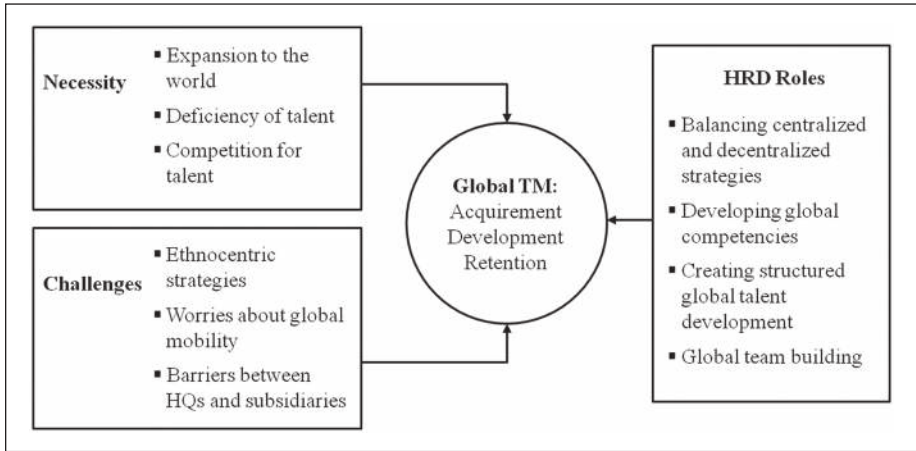 Necessity
▪ Expansion to the
world
▪ Deficiency of talent
▪ Competition for
talent
Challenges
▪ Ethnocentric
strategies
▪ Worries about global
mobility
▪ Barriers between
HQs and subsidiaries
Global TM:
Acquirement
Development
Retention
HRD Roles
▪ Balancing centralized
and decentralized
strategies
▪ Developing global
competencies
▪ Creating structured
global talent
development
▪ Global team building